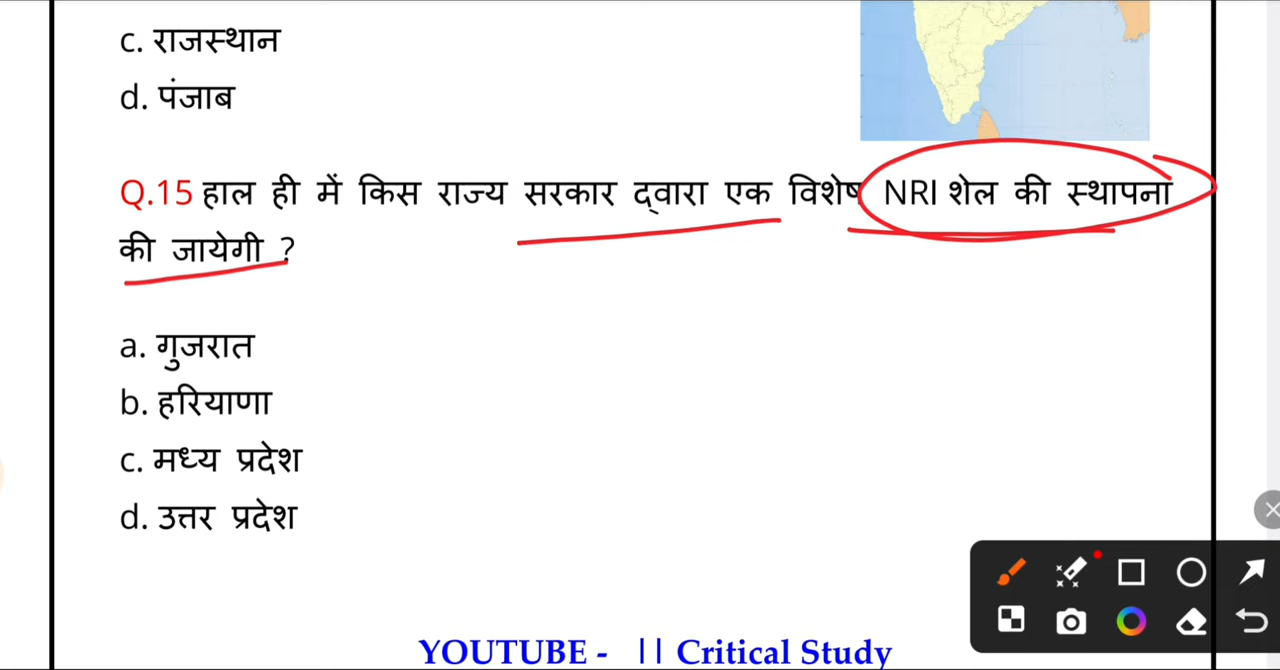 c. राजस्थान
d. पंजाब
Q.15 हाल ही में किस राज्य सरकार द्वारा एक विशेष NRI शेल की स्थापना
की जायेगी ?
a. गुजरात
b. हरियाणा
c. मध्य प्रदेश
d. उत्तर प्रदेश
YOUTUBE - || Critical Study